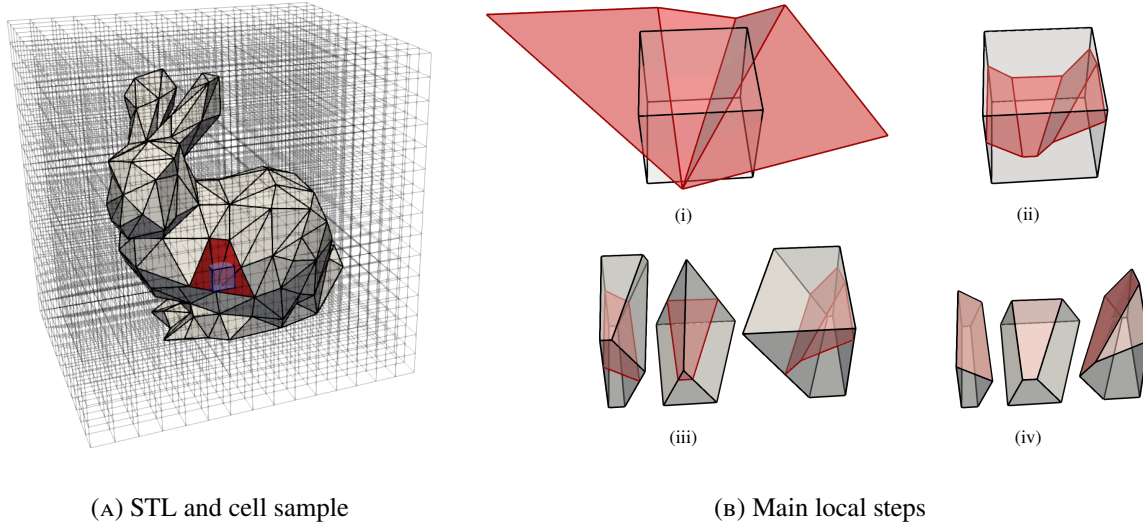 (i)
(ii)
(iii)
(iv)
(A) STL and cell sample
(B) Main local steps